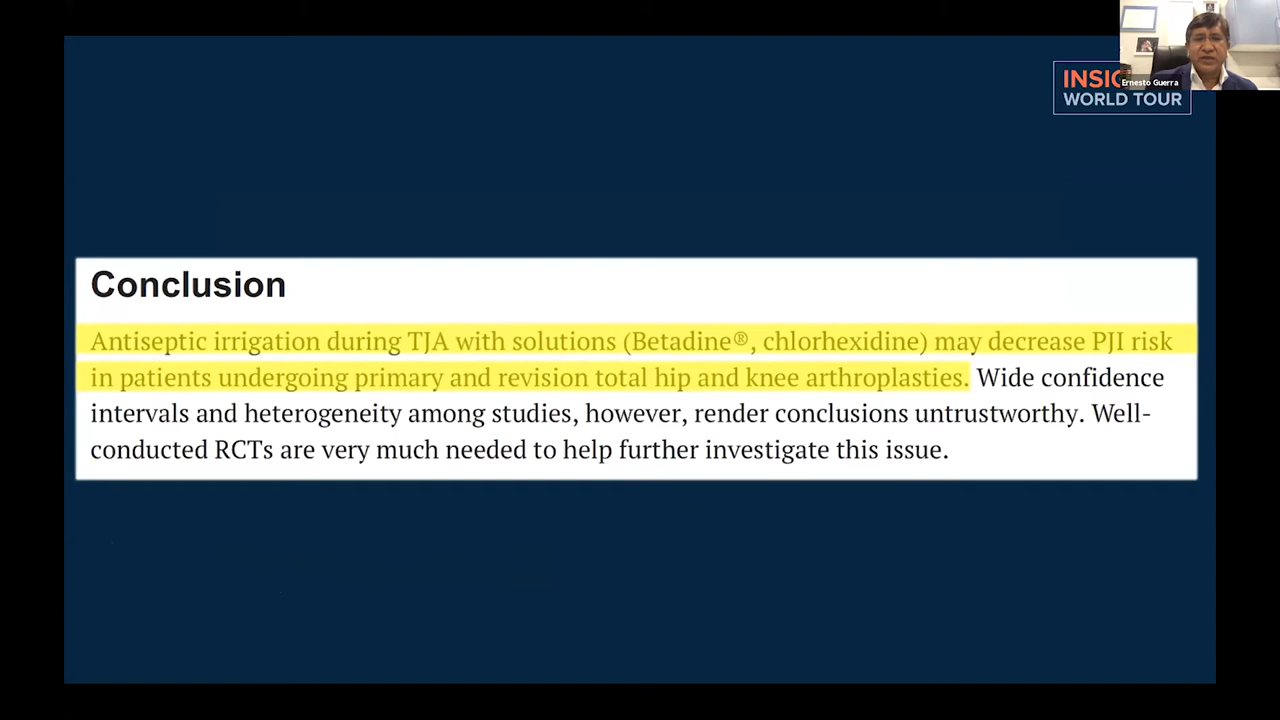 INSI
WORLD TOUR
Ernesto Guerra
Conclusion
Antiseptic irrigation during TJA with solutions (Betadine®, chlorhexidine) may decrease PJI risk
in patients undergoing primary and revision total hip and knee arthroplasties. Wide confidence
intervals and heterogeneity among studies, however, render conclusions untrustworthy. Well-
conducted RCTs are very much needed to help further investigate this issue.